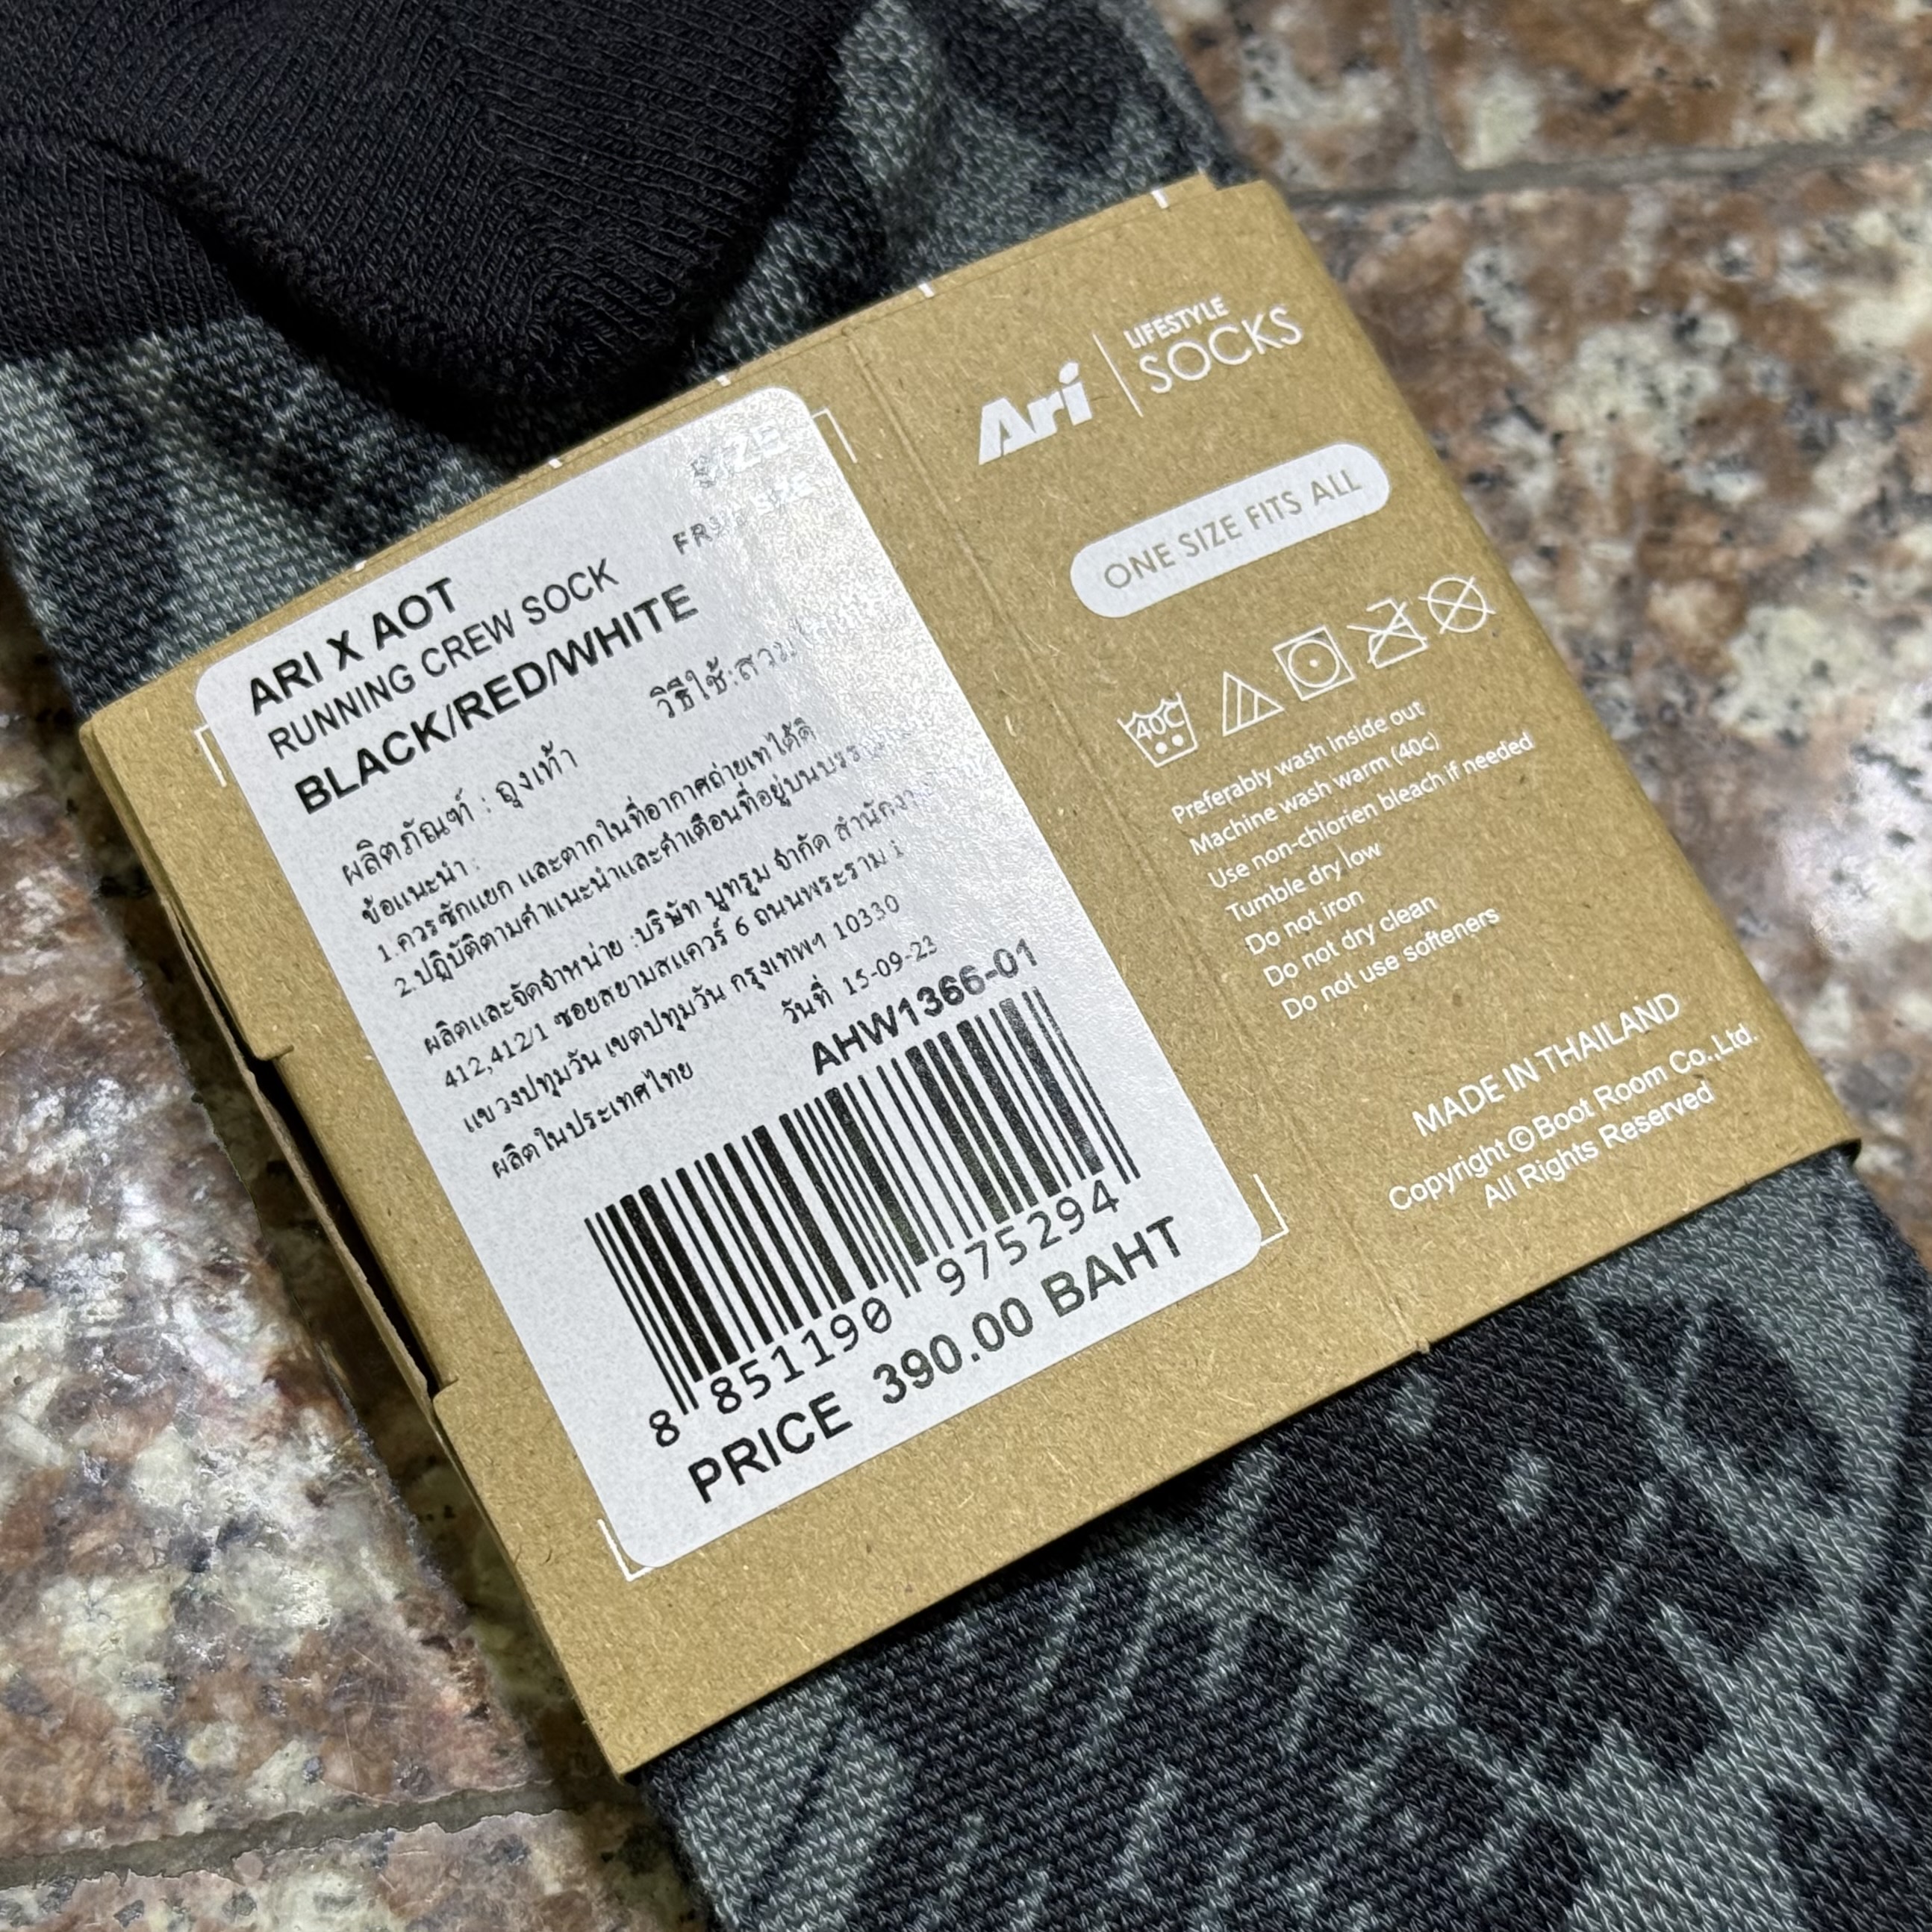 SIZE
FREE SIZE
ARI X AOT
RUNNING CREW SOCK
BLACK/RED/WHITE
ผลิตภัณฑ์ : ถุงเท้า วิธีใช้:สวม
ข้อแนะนำ :
1.ควรซักแยก และตากในที่อากาศถ่ายเทได้ดี
2.ปฏิบัติตามคำแนะนำและคำเตือนที่อยู่บน
ผลิตและจัดจำหน่าย :บริษัท บูทรูม จำกัด สำนักงาน
412,412/1 ซอยสยามสแควร์ 6 ถนนพระราม 1
แขวงปทุมวัน เขตปทุมวัน กรุงเทพฯ 10330
ผลิตในประเทศไทย วันที่ 15-09-23
AHW1366-01
8 851190 975294
PRICE 390.00 BAHT
Ari LIFESTYLE
SOCKS
ONE SIZE FITS ALL
40C
Preferably wash inside out
Machine wash warm (40c)
Use non-chlorien bleach if needed
Tumble dry low
Do not iron
Do not dry clean
Do not use softeners
MADE IN THAILAND
Copyright©Boot Room Co.,Ltd.
All Rights Reserved